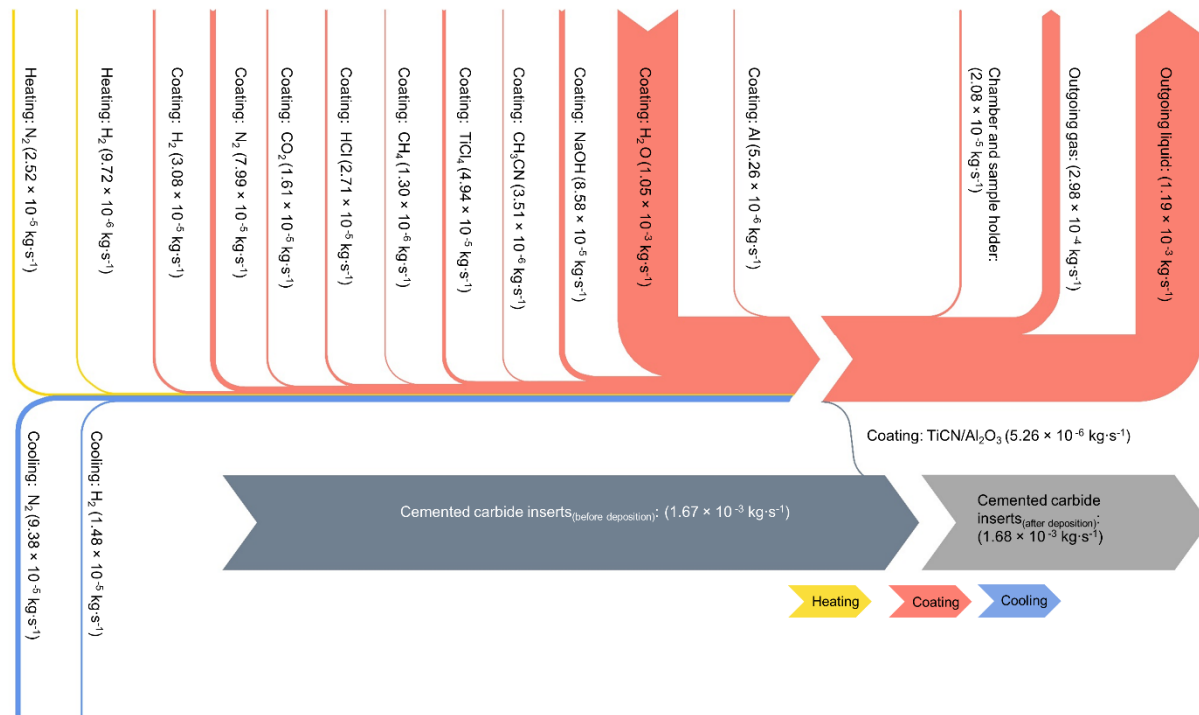 Heating: N₂ (2.52 × 10⁻⁵ kg·s⁻¹)
Heating: H₂ (9.72 × 10⁻⁶ kg·s⁻¹)
Coating: H₂ (3.08 × 10⁻⁵ kg·s⁻¹)
Coating: N₂ (7.99 × 10⁻⁵ kg·s⁻¹)
Coating: CO₂ (1.61 × 10⁻⁵ kg·s⁻¹)
Coating: HCl (2.71 × 10⁻⁵ kg·s⁻¹)
Coating: CH₄ (1.30 × 10⁻⁶ kg·s⁻¹)
Coating: TiCl₄ (4.94 × 10⁻⁵ kg·s⁻¹)
Coating: CH₃CN (3.51 × 10⁻⁶ kg·s⁻¹)
Coating: NaOH (8.58 × 10⁻⁵ kg·s⁻¹)
Coating: H₂ O (1.05 × 10⁻³ kg·s⁻¹)
Coating: Al (5.26 × 10⁻⁶ kg·s⁻¹)
Chamber and sample holder:
(2.08 × 10⁻⁵ kg·s⁻¹)
Outgoing gas: (2.98 × 10⁻⁴ kg·s⁻¹)
Outgoing liquid: (1.19 × 10⁻³ kg·s⁻¹)
Cooling: N₂ (9.38 × 10⁻⁵ kg·s⁻¹)
Cooling: H₂ (1.48 × 10⁻⁵ kg·s⁻¹)
Coating: TiCN/Al₂O₃ (5.26 × 10⁻⁶ kg·s⁻¹)
Cemented carbide inserts(before deposition): (1.67 × 10⁻³ kg·s⁻¹)
Cemented carbide
inserts(after deposition):
(1.68 × 10⁻³ kg·s⁻¹)
Heating
Coating
Cooling